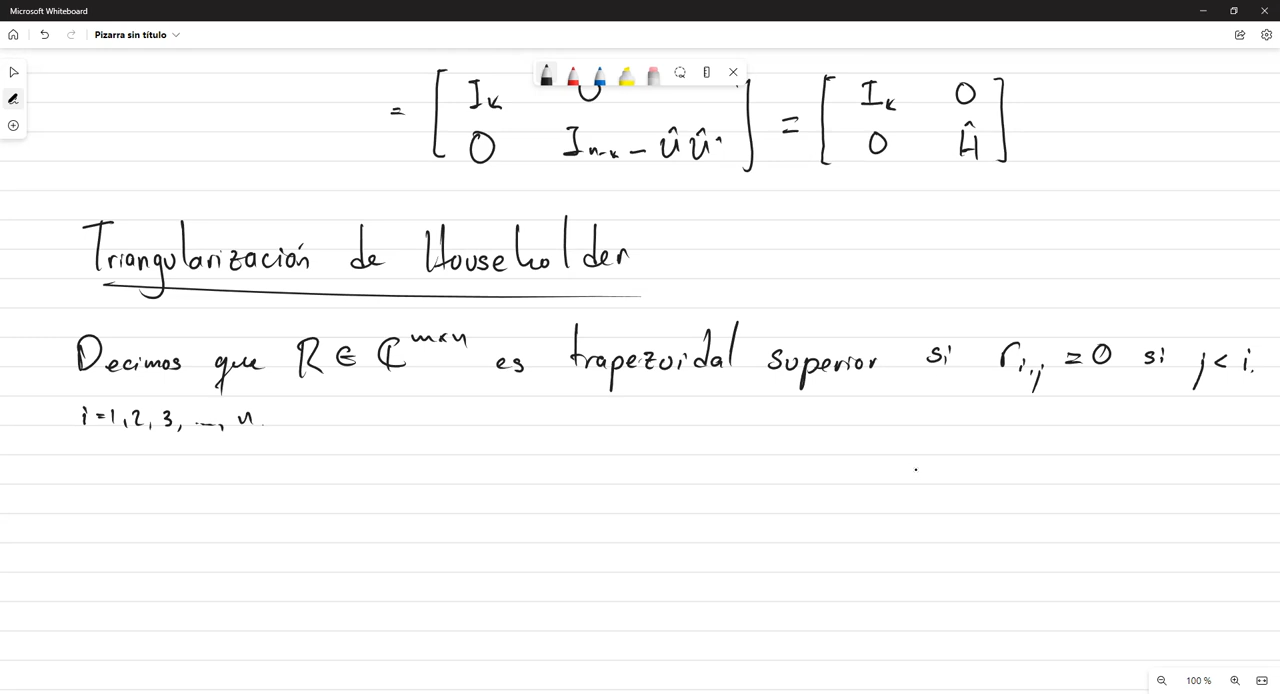 Microsoft Whiteboard
Pizarra sin título
= [ I_k 0 ; 0 I_{n-k} - û û* ] = [ I_k 0 ; 0 Ĥ ]
Triangularización de Householder
Decimos que R ∈ ℂ^{m×n} es trapezoidal superior si r_{i,j} = 0 si j < i.
i = 1, 2, 3, ..., n.
100 %